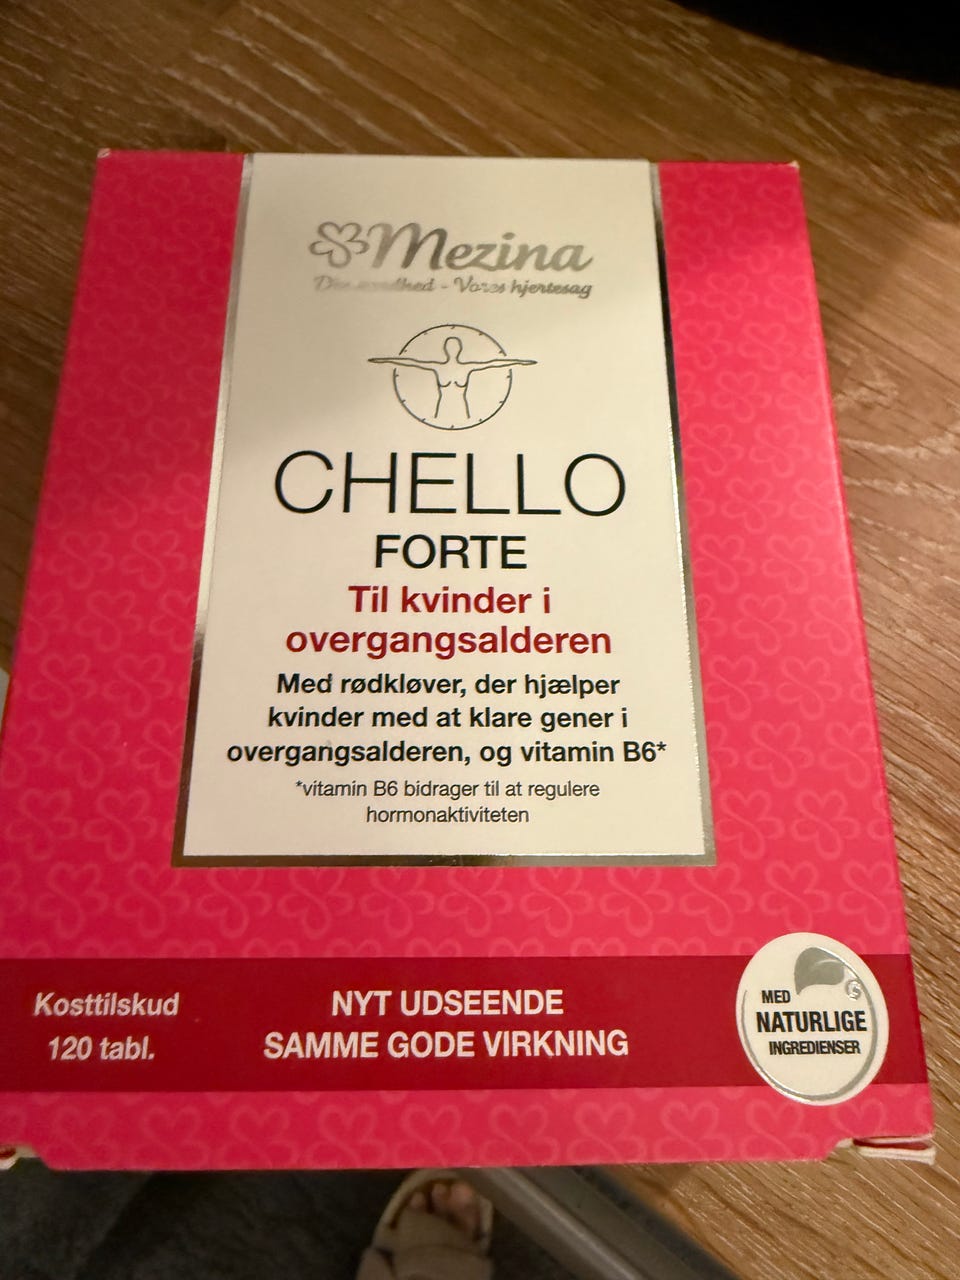 Mezina
Din sundhed - Vores hjertesag
CHELLO
FORTE
Til kvinder i
overgangsalderen
Med rødkløver, der hjælper
kvinder med at klare gener i
overgangsalderen, og vitamin B6*
*vitamin B6 bidrager til at regulere
hormonaktiviteten
Kosttilskud
120 tabl.
NYT UDSEENDE
SAMME GODE VIRKNING
MED
NATURLIGE
INGREDIENSER